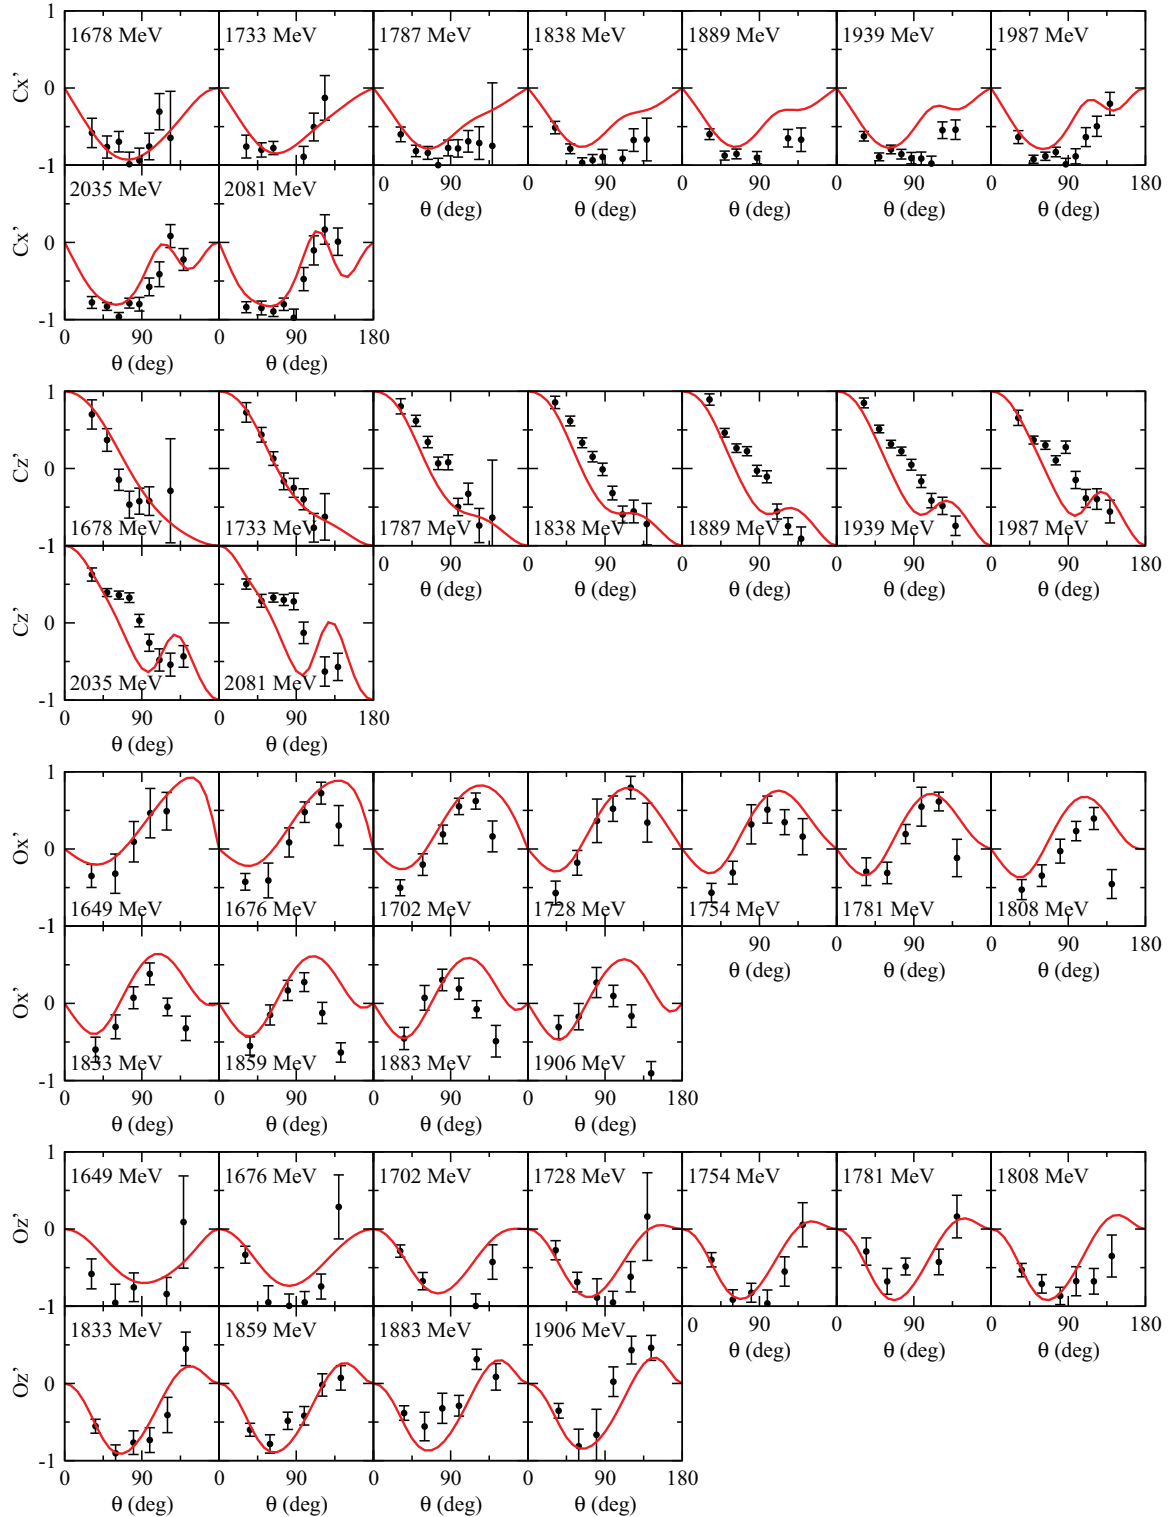 1
1678 MeV 1733 MeV 1787 MeV 1838 MeV 1889 MeV 1939 MeV 1987 MeV
Cx' 0
-1
2035 MeV 2081 MeV 0 90 0 90 0 90 0 90 0 90 180
θ (deg) θ (deg) θ (deg) θ (deg) θ (deg)
Cx' 0
-1
0 90 0 90 180
θ (deg) θ (deg)
1
Cz' 0
1678 MeV 1733 MeV 1787 MeV 1838 MeV 1889 MeV 1939 MeV 1987 MeV
-1
0 90 0 90 0 90 0 90 0 90 180
θ (deg) θ (deg) θ (deg) θ (deg) θ (deg)
Cz' 0
2035 MeV 2081 MeV
-1
0 90 0 90 180
θ (deg) θ (deg)
1
Ox' 0
1649 MeV 1676 MeV 1702 MeV 1728 MeV 1754 MeV 1781 MeV 1808 MeV
-1
90 0 90 0 90 180
θ (deg) θ (deg) θ (deg)
Ox' 0
1833 MeV 1859 MeV 1883 MeV 1906 MeV
-1
0 90 0 90 0 90 0 90 180
θ (deg) θ (deg) θ (deg) θ (deg)
1
1649 MeV 1676 MeV 1702 MeV 1728 MeV 1754 MeV 1781 MeV 1808 MeV
Oz' 0
-1
1833 MeV 1859 MeV 1883 MeV 1906 MeV 0 90 0 90 0 90 180
θ (deg) θ (deg) θ (deg)
Oz' 0
-1
0 90 0 90 0 90 0 90 180
θ (deg) θ (deg) θ (deg) θ (deg)